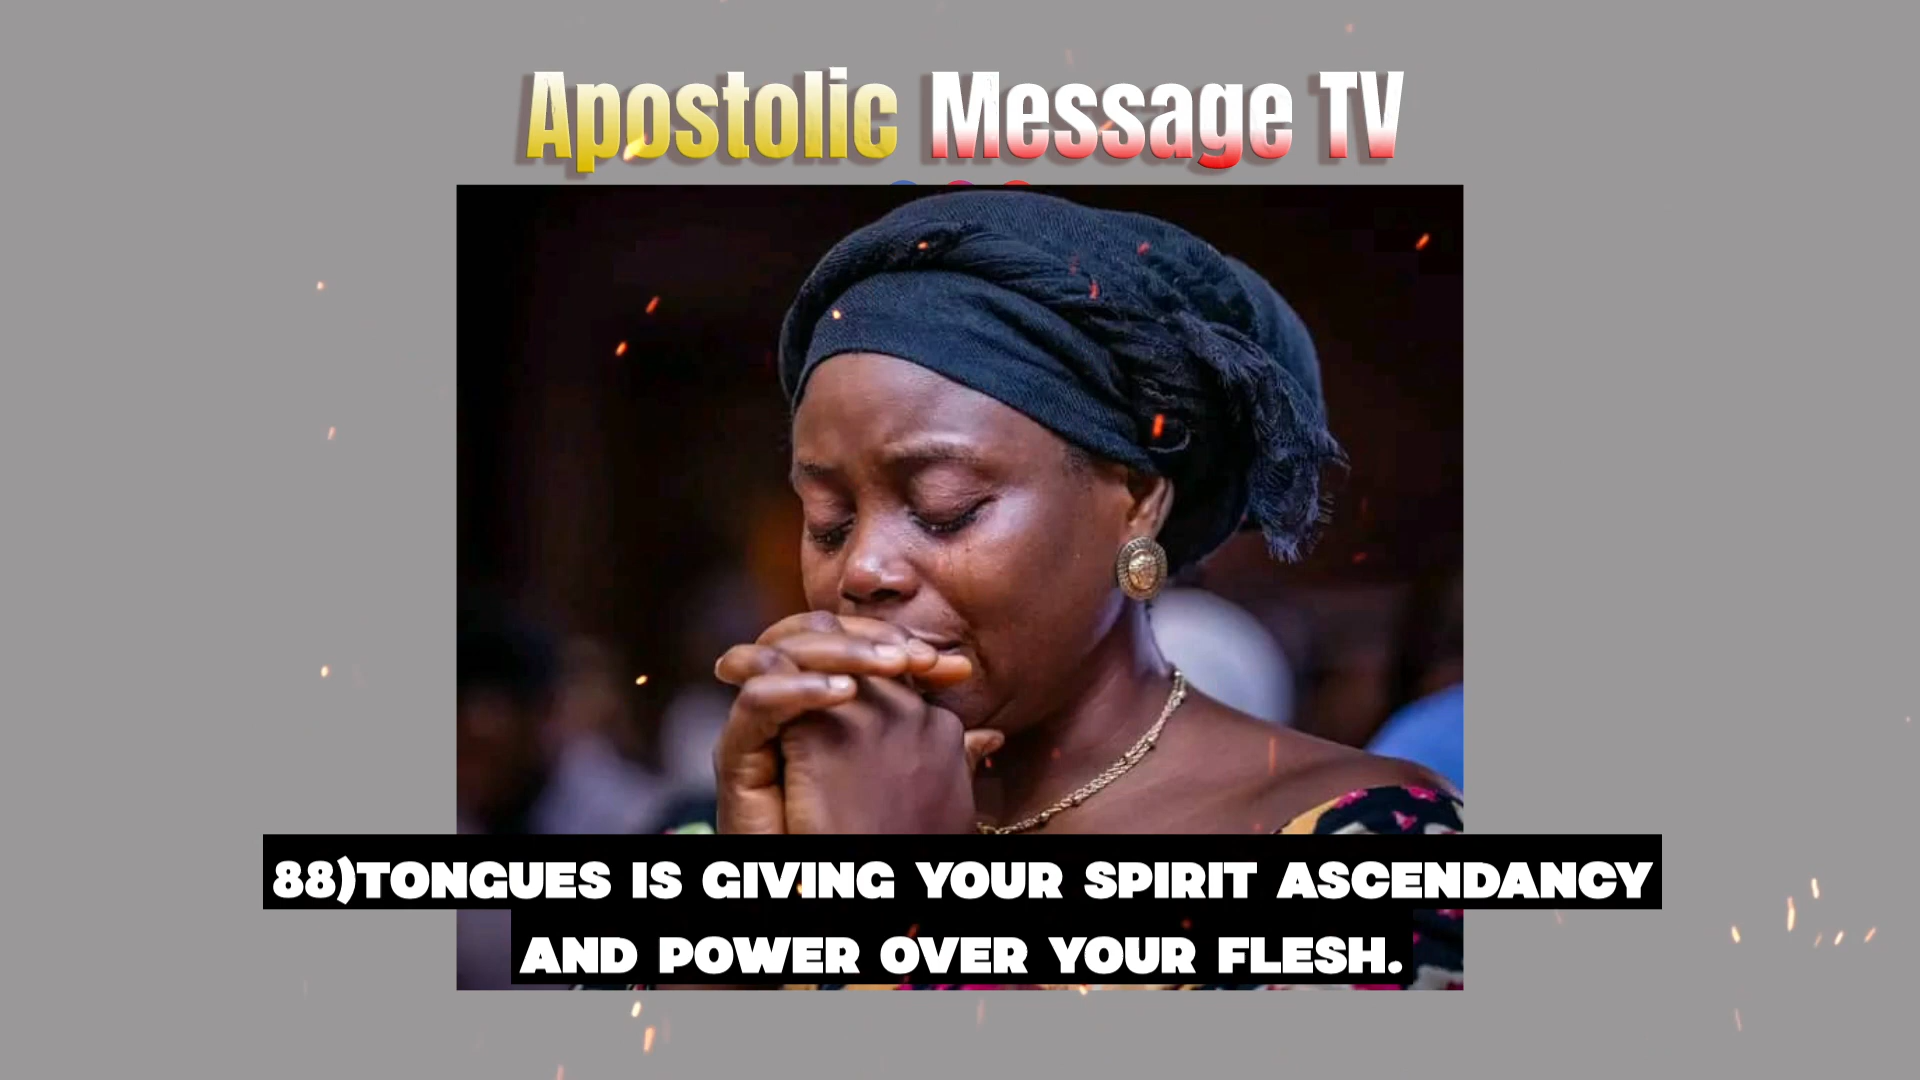 Apostolic Message TV
88)TONGUES IS GIVING YOUR SPIRIT ASCENDANCY
AND POWER OVER YOUR FLESH.